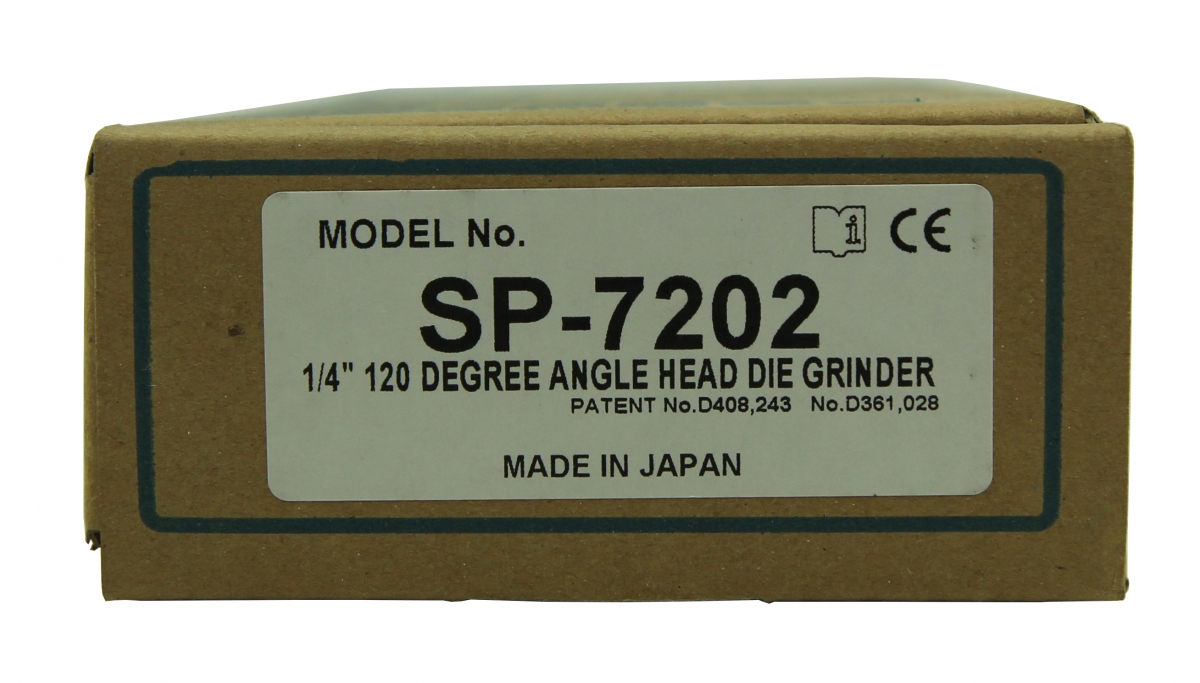 MODEL No. i CE
SP-7202
1/4" 120 DEGREE ANGLE HEAD DIE GRINDER
PATENT No.D408,243 No.D361,028
MADE IN JAPAN